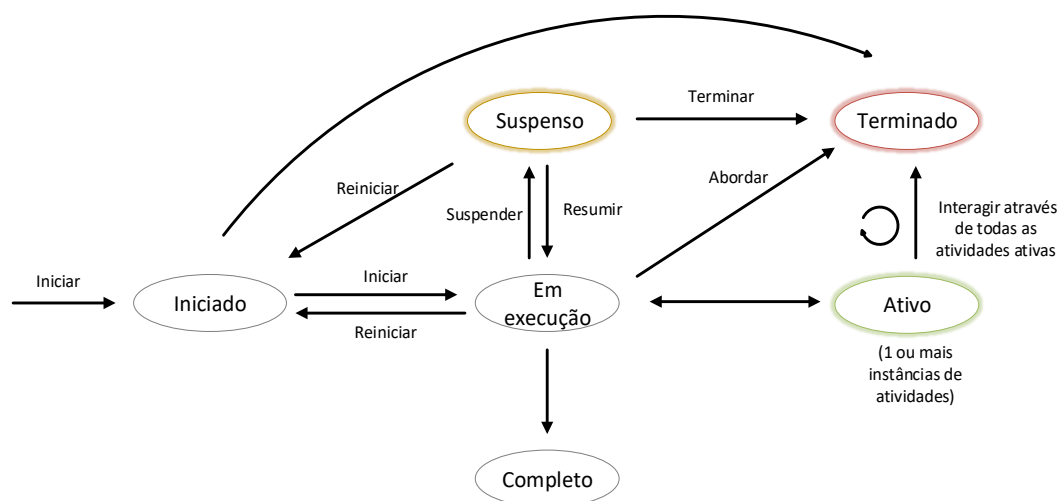 Terminar
Suspenso
Terminado
Abordar
Reiniciar
Suspender
Resumir
Interagir através
de todas as
atividades ativas
Iniciar
Iniciado
Iniciar
Reiniciar
Em
execução
Ativo
(1 ou mais
instâncias de
atividades)
Completo